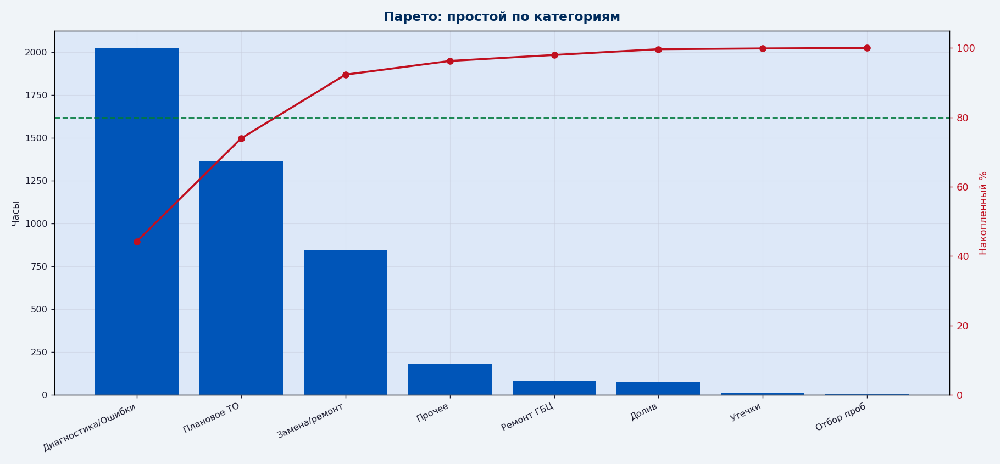 Парето: простой по категориям
Часы
2000
1750
1500
1250
1000
750
500
250
0
100
80
60
40
20
0
Накопленный %
Диагностика/Ошибки
Плановое ТО
Замена/ремонт
Прочее
Ремонт ГБЦ
Долив
Утечки
Отбор проб